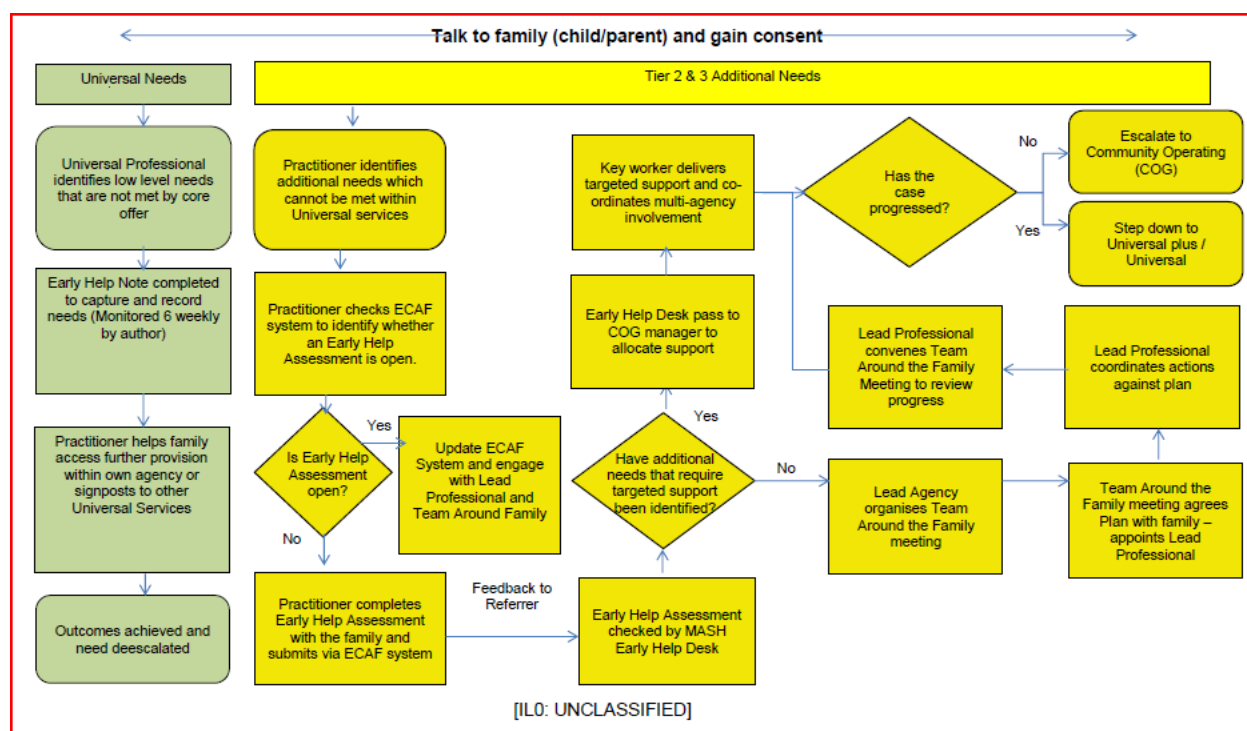 Talk to family (child/parent) and gain consent
Universal Needs
Tier 2 & 3 Additional Needs
Universal Professional
identifies low level needs
that are not met by core
offer
Early Help Note completed
to capture and record
needs (Monitored 6 weekly
by author)
Practitioner helps family
access further provision
within own agency or
signposts to other
Universal Services
Outcomes achieved and
need deescalated
Practitioner identifies
additional needs which
cannot be met within
Universal services
Practitioner checks ECAF
system to identify whether
an Early Help
Assessment is open.
Is Early Help
Assessment
open?
Yes
Update ECAF
System and engage
with Lead
Professional and
Team Around Family
No
Practitioner completes
Early Help Assessment
with the family and
submits via ECAF system
Feedback to
Referrer
Early Help Assessment
checked by MASH
Early Help Desk
Have additional
needs that require
targeted support
been identified?
Yes
Early Help Desk pass to
COG manager to
allocate support
Key worker delivers
targeted support and co-
ordinates multi-agency
involvement
No
Lead Agency
organises Team
Around the Family
meeting
Team Around the
Family meeting agrees
Plan with family –
appoints Lead
Professional
Lead Professional
coordinates actions
against plan
Lead Professional
convenes Team
Around the Family
Meeting to review
progress
Has the
case
progressed?
No
Escalate to
Community Operating
(COG)
Yes
Step down to
Universal plus /
Universal
[IL0: UNCLASSIFIED]